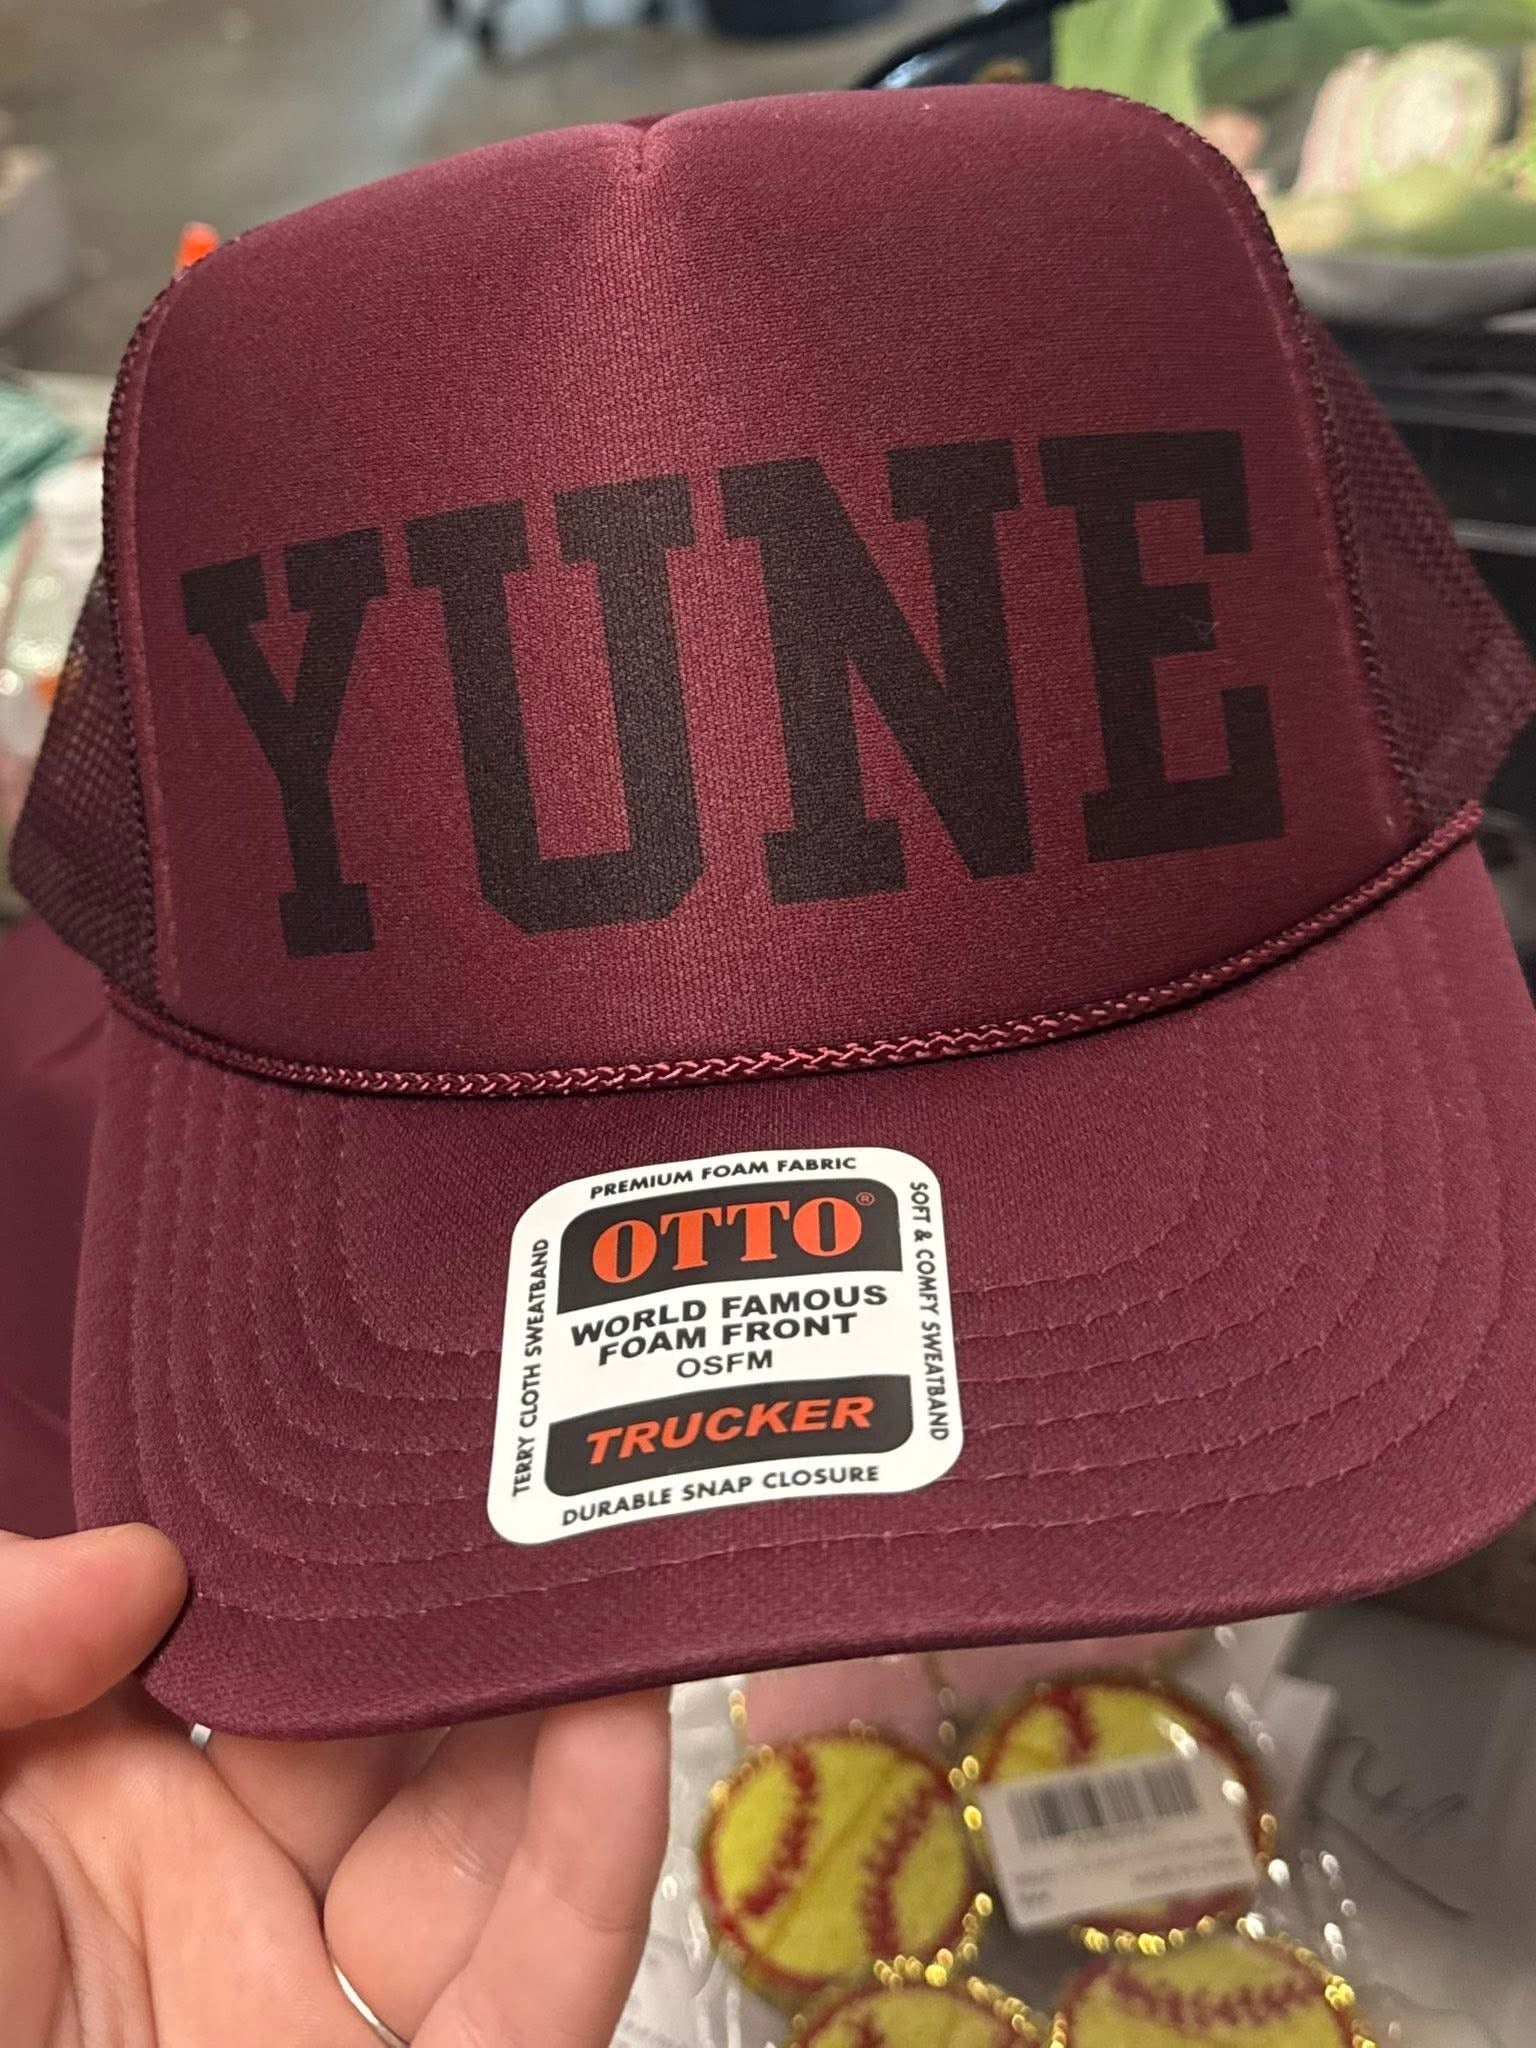 YUNE
PREMIUM FOAM FABRIC
OTTO®
WORLD FAMOUS
FOAM FRONT
OSFM
TRUCKER
DURABLE SNAP CLOSURE
TERRY CLOTH SWEATBAND
SOFT & COMFY SWEATBAND